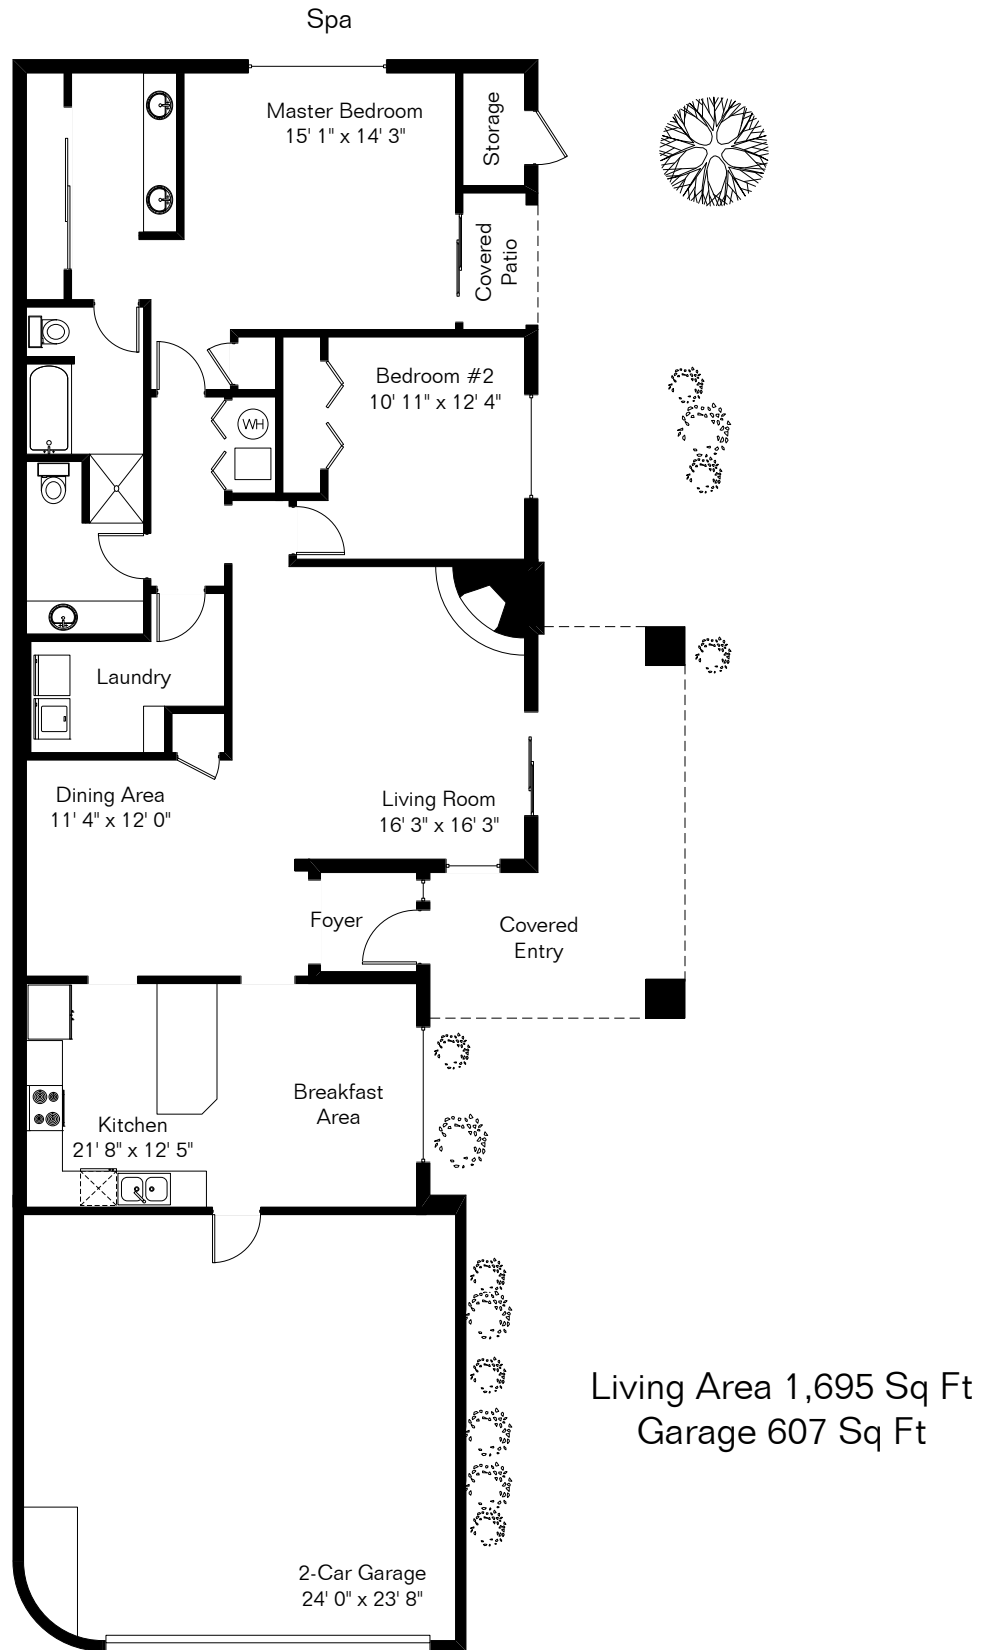 Spa
Master Bedroom
15' 1" x 14' 3"
Storage
Covered
Patio
Bedroom #2
10' 11" x 12' 4"
WH
Laundry
Dining Area
11' 4" x 12' 0"
Living Room
16' 3" x 16' 3"
Foyer
Covered
Entry
Breakfast
Area
Kitchen
21' 8" x 12' 5"
Living Area 1,695 Sq Ft
Garage 607 Sq Ft
2-Car Garage
24' 0" x 23' 8"